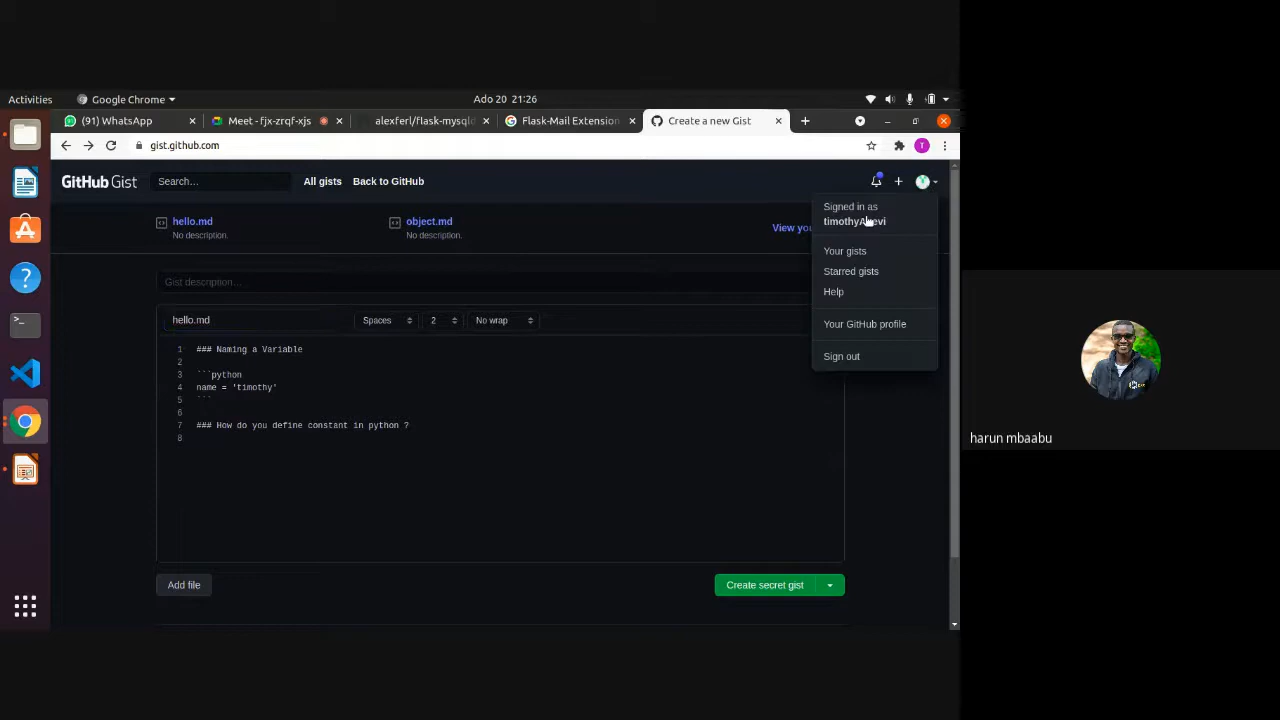 Activities
Google Chrome
Ado 20 21:26
(91) WhatsApp
Meet - fjx-zrqf-xjs
alexferl/flask-mysqld
Flask-Mail Extension
Create a new Gist
gist.github.com
T
GitHub Gist
Search…
All gists
Back to GitHub
hello.md
No description.
object.md
No description.
View you
Signed in as
Your gists
Starred gists
Help
Your GitHub profile
Sign out
Gist description…
hello.md
Spaces
2
No wrap
1 ### Naming a Variable
2
3 ```python
4 name = 'timothy'
5 ```
6
7 ### How do you define constant in python ?
8
Add file
Create secret gist
harun mbaabu